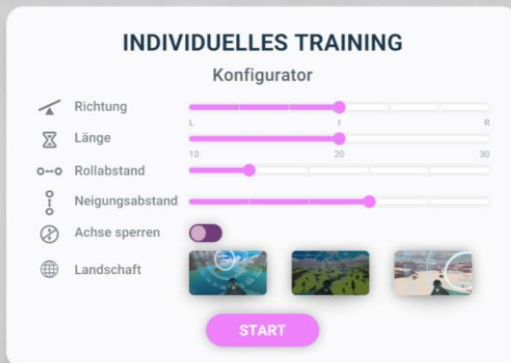 INDIVIDUELLES TRAINING
Konfigurator
Richtung
L I R
Länge
10 20 30
Rollabstand
Neigungsabstand
Achse sperren
Landschaft
START